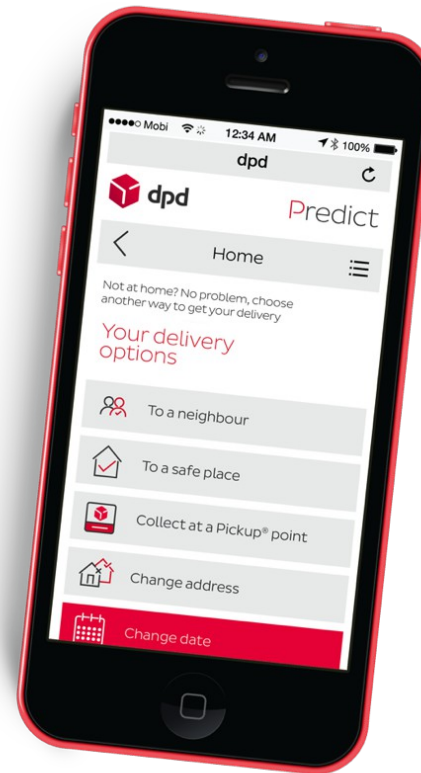 Mobi 12:34 AM 100%
dpd
dpd Predict
Home
Not at home? No problem, choose
another way to get your delivery
Your delivery
options
To a neighbour
To a safe place
Collect at a Pickup® point
Change address
Change date